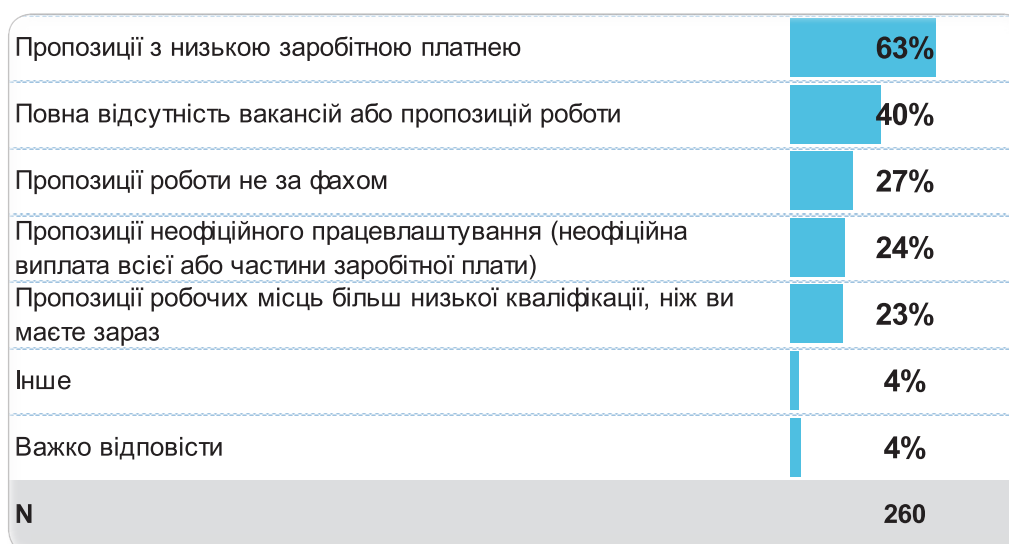 Пропозиції з низькою заробітною платнею 63%
Повна відсутність вакансій або пропозицій роботи 40%
Пропозиції роботи не за фахом 27%
Пропозиції неофіційного працевлаштування (неофіційна
виплата всієї або частини заробітної плати) 24%
Пропозиції робочих місць більш низької кваліфікації, ніж ви
маєте зараз 23%
Інше 4%
Важко відповісти 4%
N 260